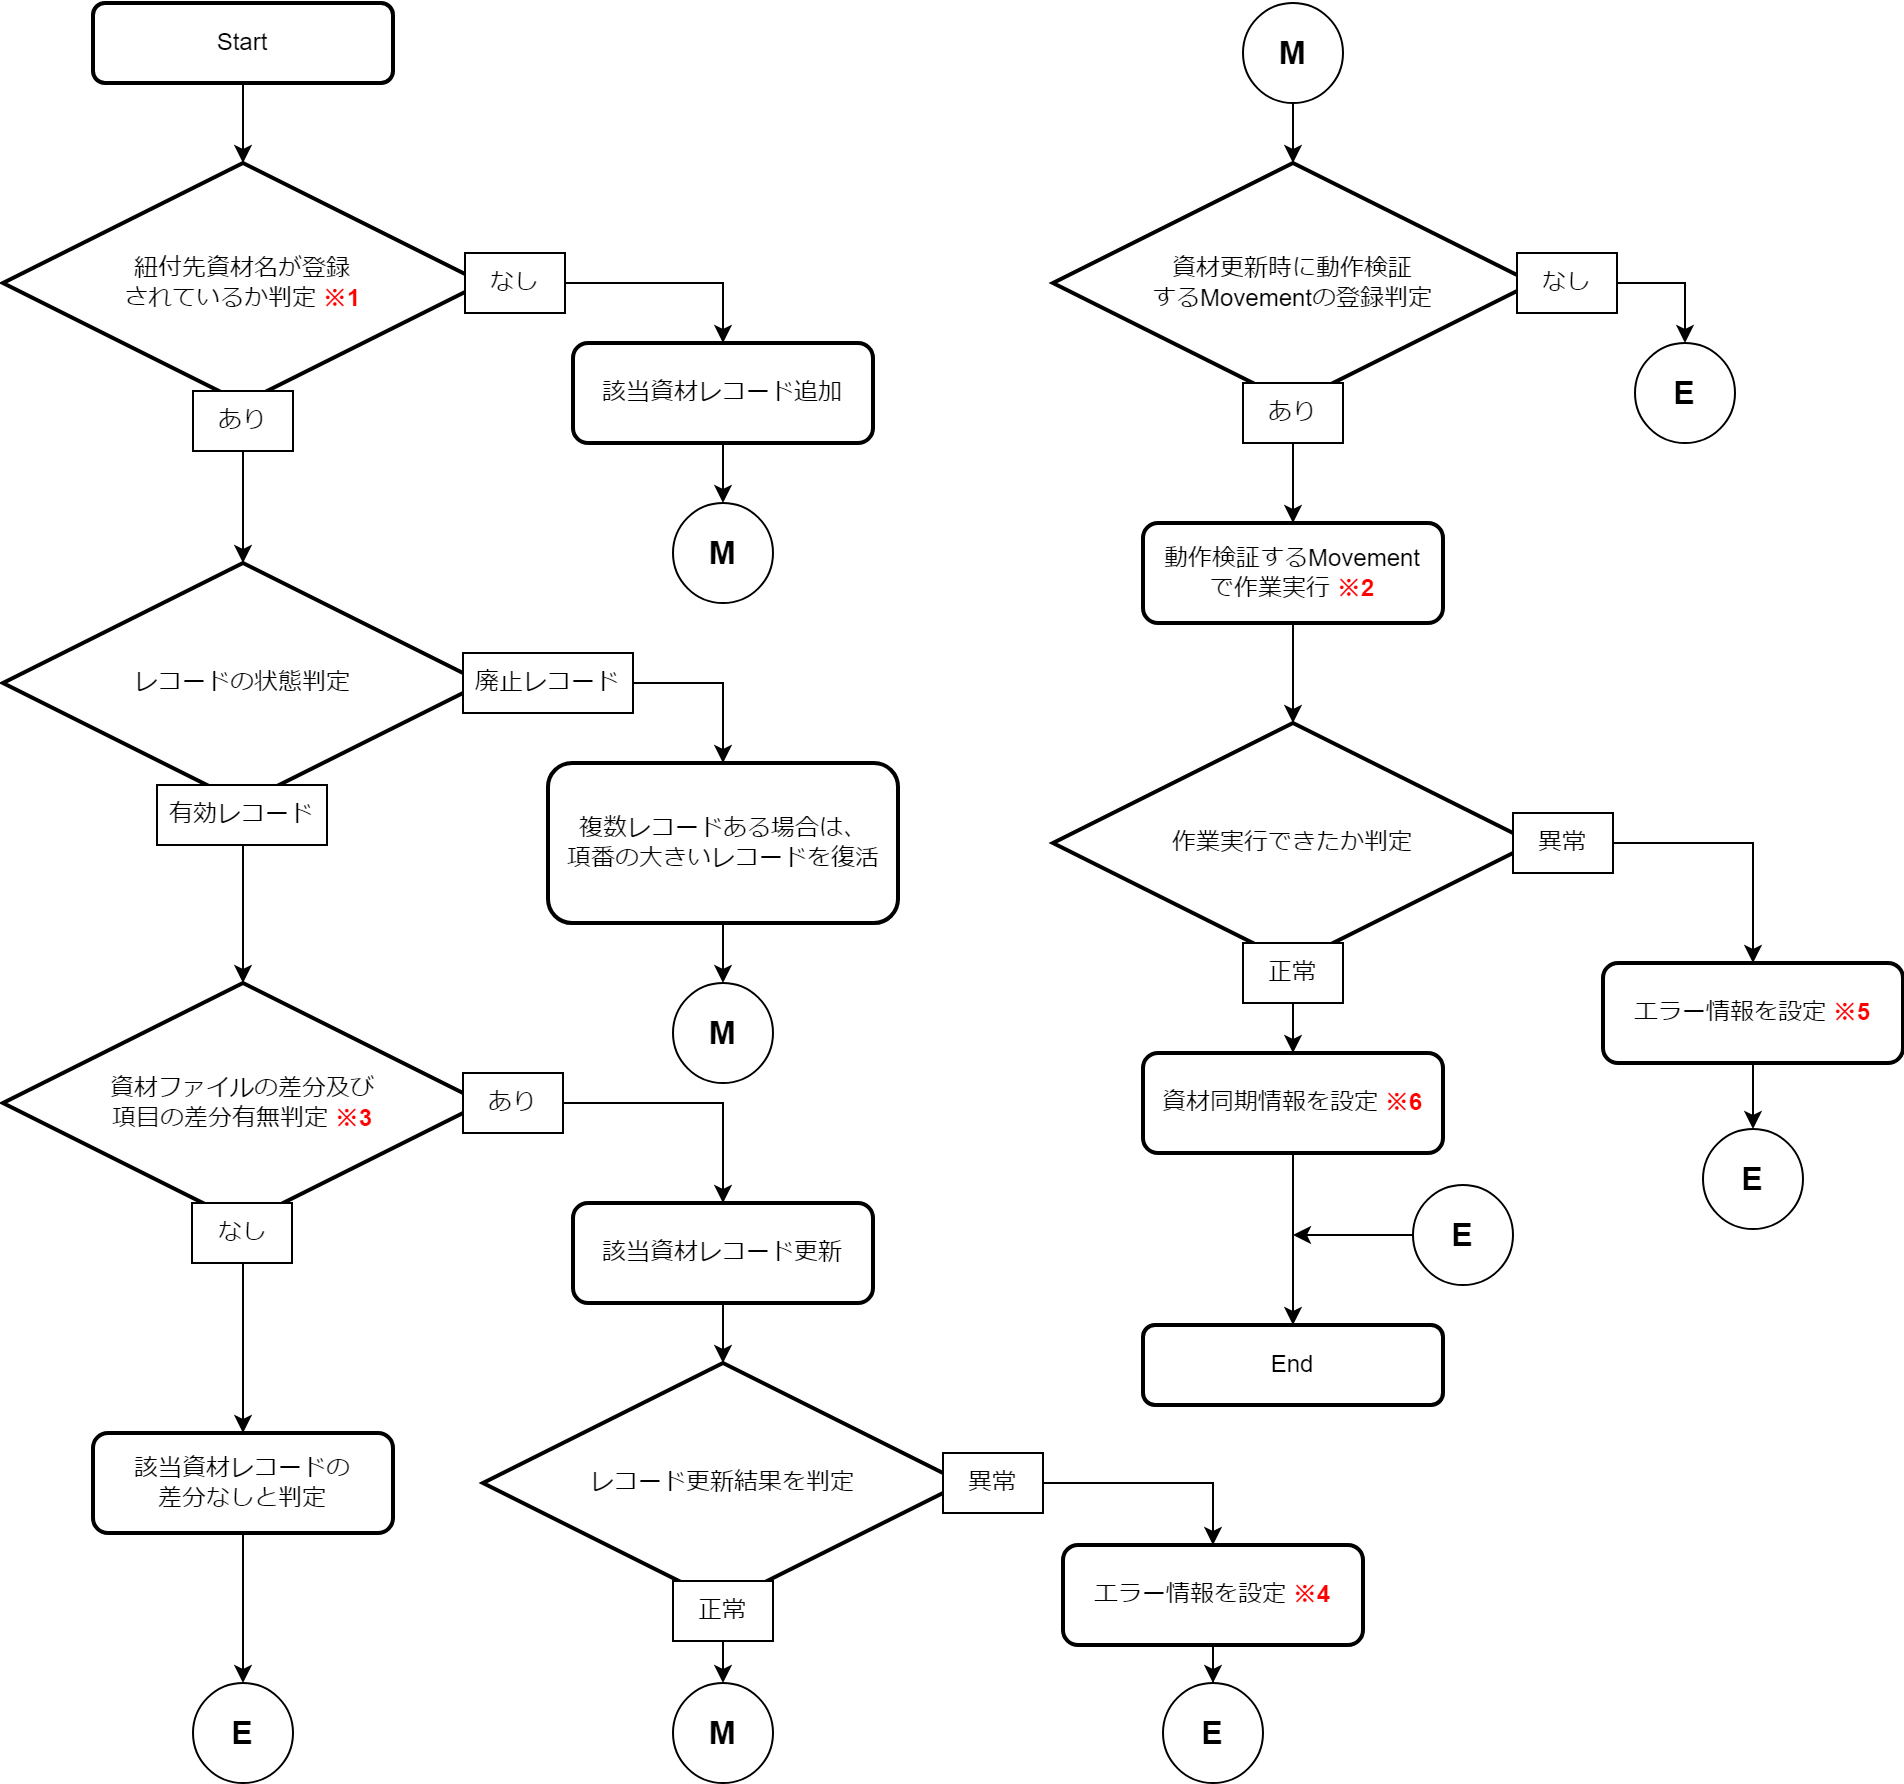 Start
紐付先資材名が登録
されているか判定 ※1
なし
該当資材レコード追加
M
あり
レコードの状態判定
廃止レコード
複数レコードある場合は、
項番の大きいレコードを復活
M
有効レコード
資材ファイルの差分及び
項目の差分有無判定 ※3
あり
該当資材レコード更新
レコード更新結果を判定
異常
エラー情報を設定 ※4
E
正常
M
なし
該当資材レコードの
差分なしと判定
E
M
資材更新時に動作検証
するMovementの登録判定
なし
E
あり
動作検証するMovement
で作業実行 ※2
作業実行できたか判定
異常
エラー情報を設定 ※5
E
正常
資材同期情報を設定 ※6
E
End